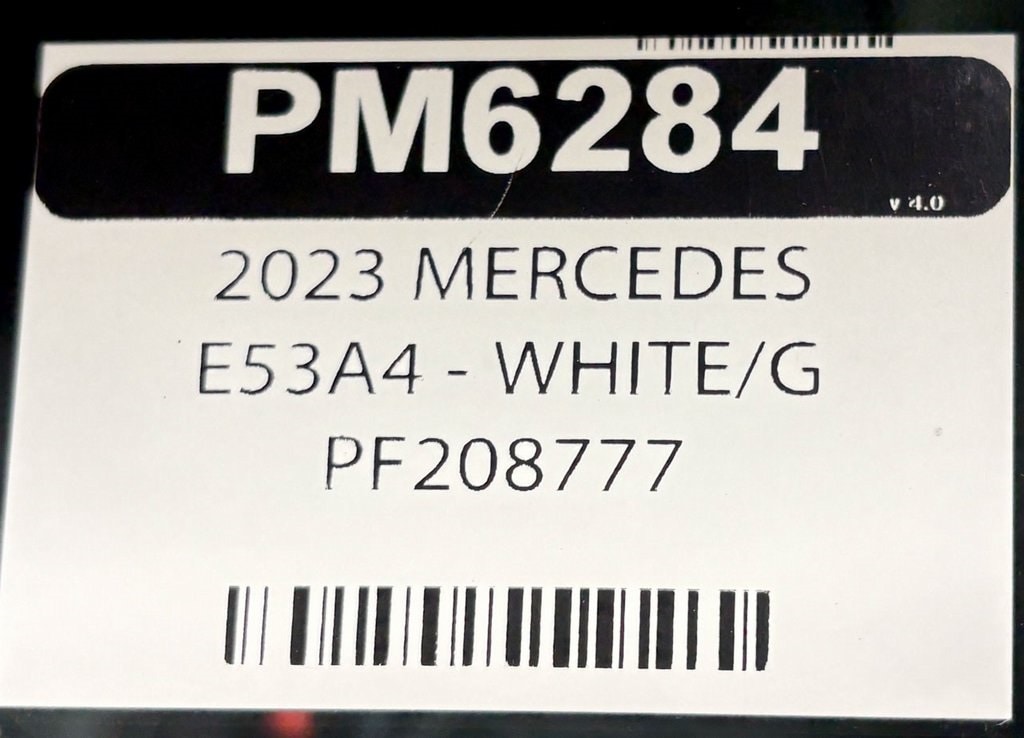 PM6284
v 4.0
2023 MERCEDES
E53A4 - WHITE/G
PF208777